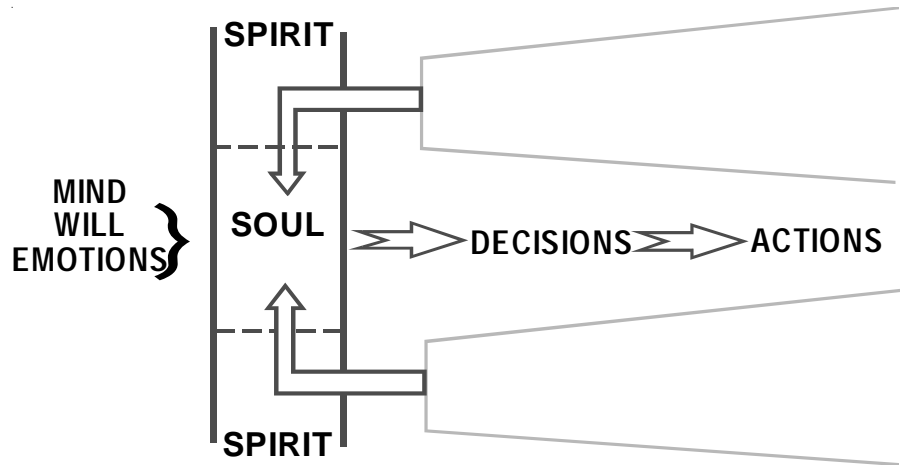 SPIRIT
MIND
WILL
EMOTIONS
SOUL
DECISIONS
ACTIONS
SPIRIT